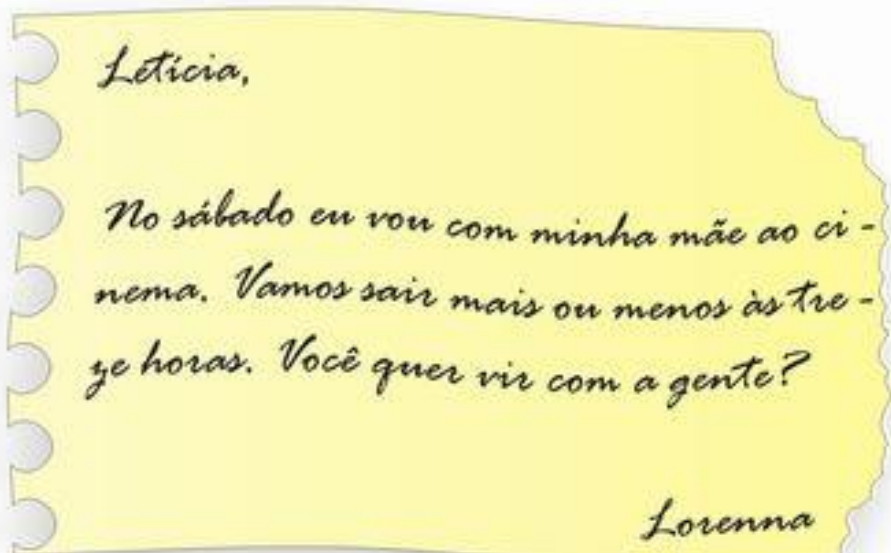 Letícia,
No sábado eu vou com minha mãe ao ci-
nema. Vamos sair mais ou menos às tre-
ze horas. Você quer vir com a gente?
Lorenna